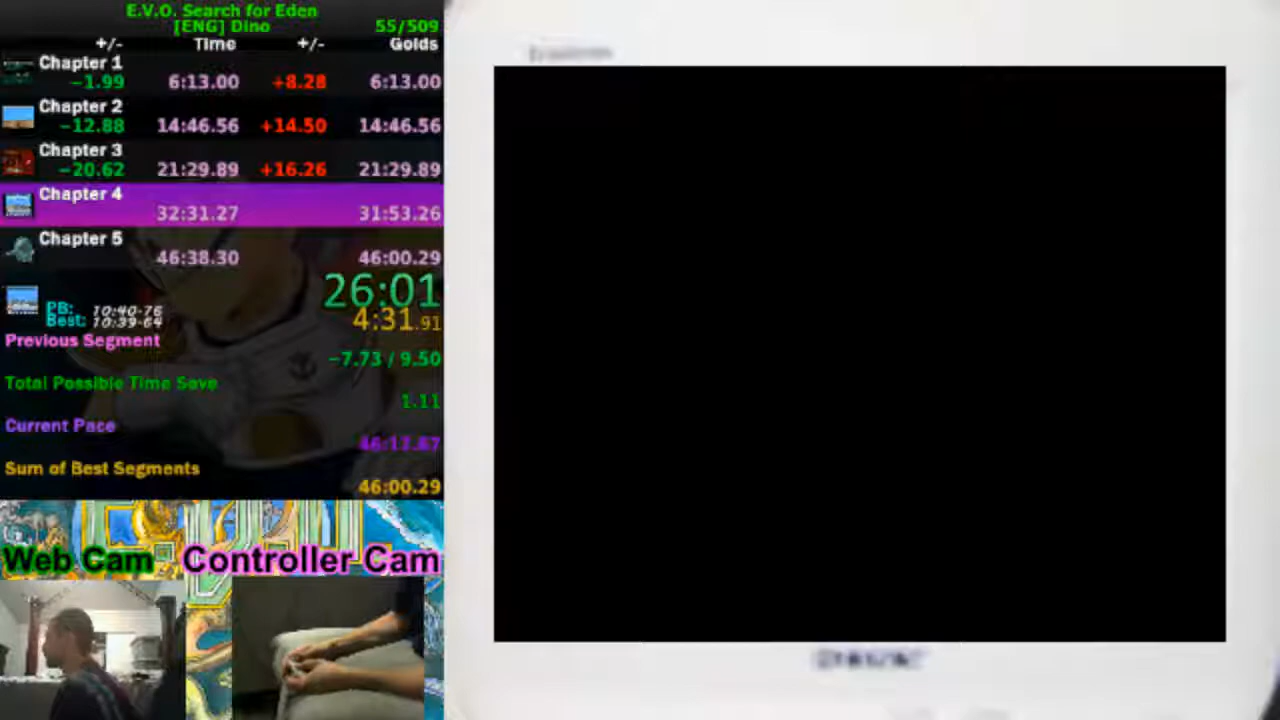 E.V.O. Search for Eden
[ENG] Dino 55/509
+/- Time +/- Golds
Chapter 1
-1.99 6:13.00 +8.28 6:13.00
Chapter 2
-12.88 14:46.56 +14.50 14:46.56
Chapter 3
-20.62 21:29.89 +16.26 21:29.89
Chapter 4
32:31.27 31:53.26
Chapter 5
46:38.30 46:00.29
26:01
4:31.91
PB: 10:40-76
Best: 10:39-64
Previous Segment
-7.73 / 9.50
Total Possible Time Save
1.11
Current Pace
Sum of Best Segments
46:00.29
Web Cam Controller Cam